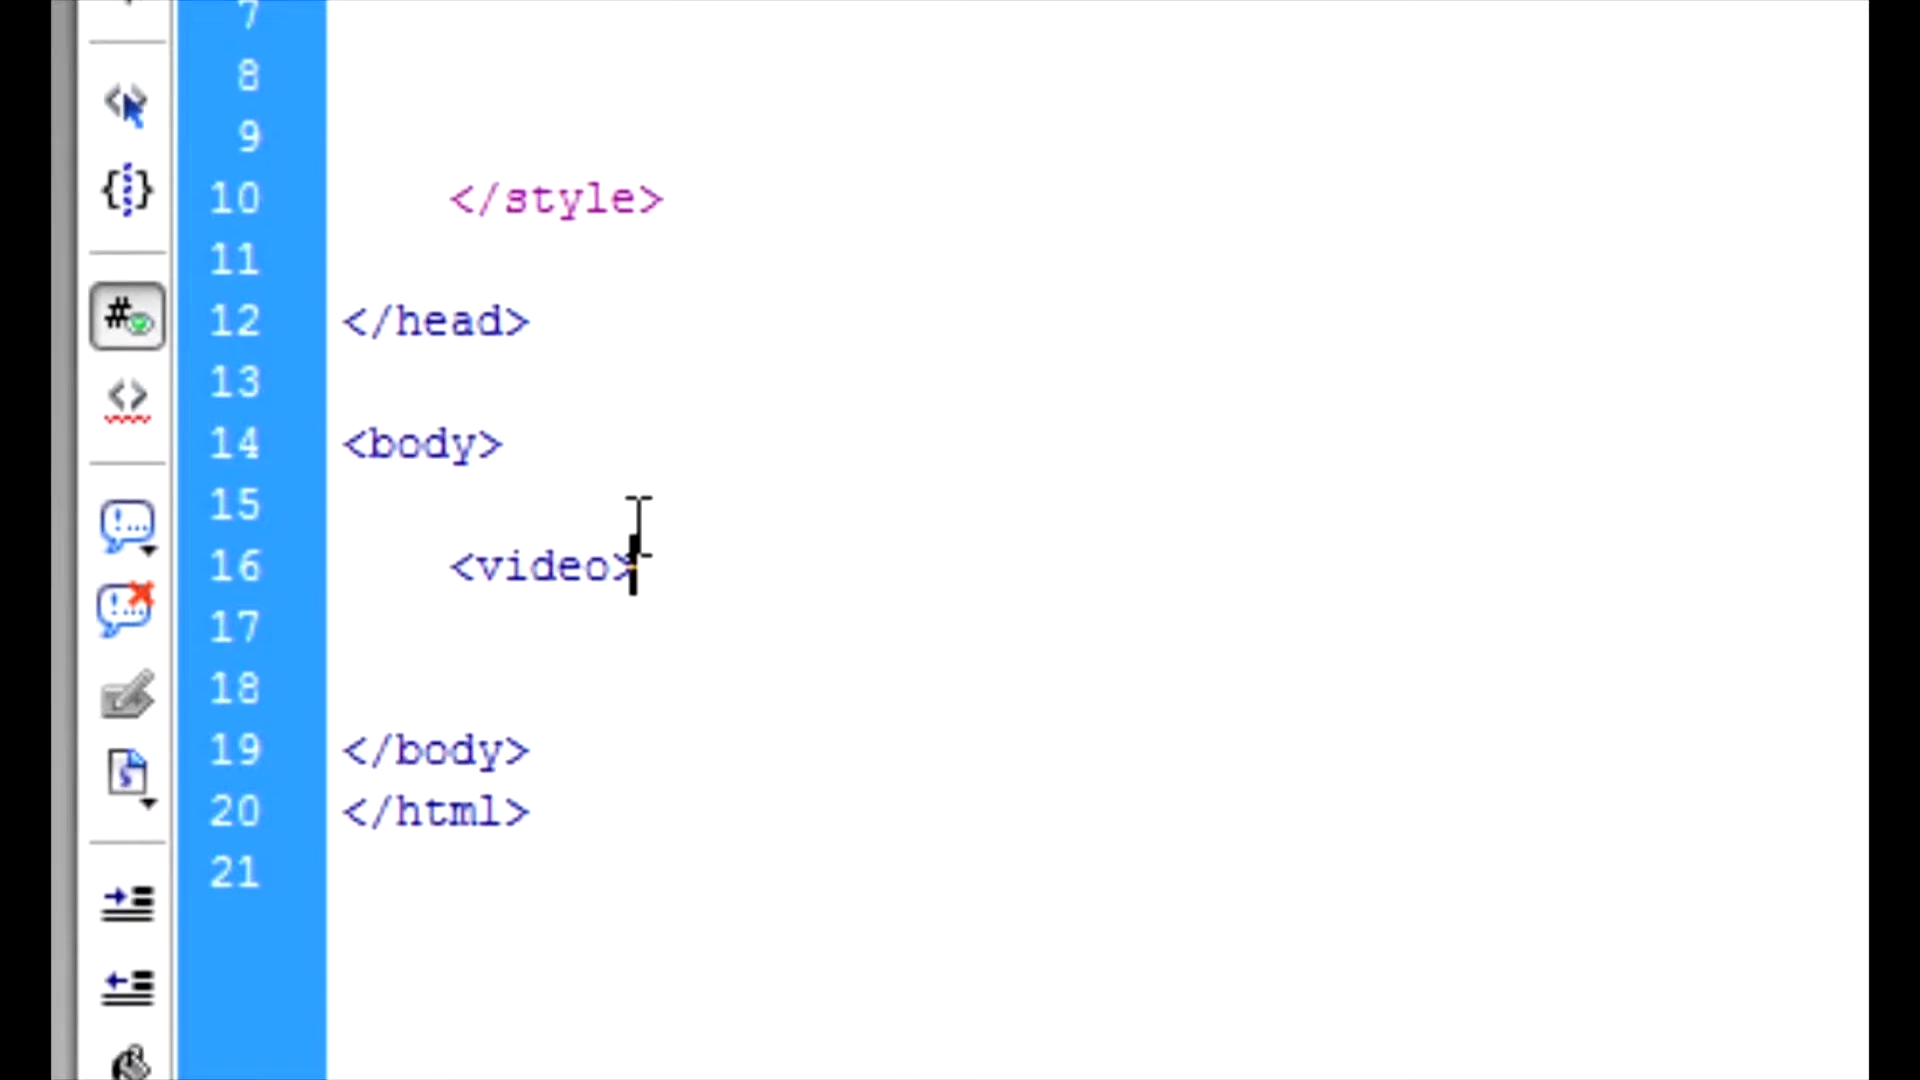 7
8
9
10 </style>
11
12 </head>
13
14 <body>
15
16 <video>
17
18
19 </body>
20 </html>
21